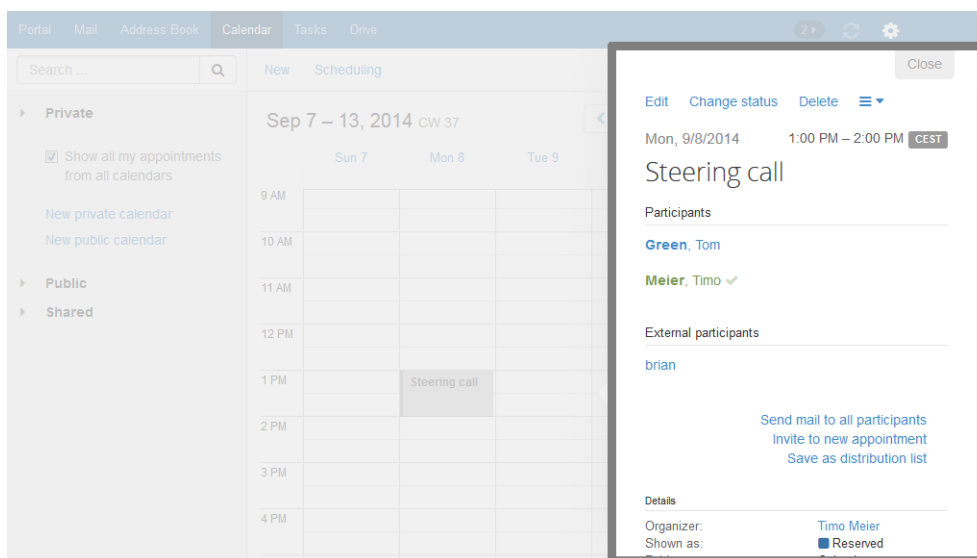 Portal Mail Address Book Calendar Tasks Drive 2
Search ...
Private
Show all my appointments
from all calendars
New private calendar
New public calendar
Public
Shared
New Scheduling
Sep 7 – 13, 2014 CW 37
Sun 7 Mon 8 Tue 9
9 AM
10 AM
11 AM
12 PM
1 PM
Steering call
2 PM
3 PM
4 PM
Close
Edit Change status Delete
Mon, 9/8/2014 1:00 PM – 2:00 PM CEST
Steering call
Participants
Green, Tom
Meier, Timo
External participants
brian
Send mail to all participants
Invite to new appointment
Save as distribution list
Details
Organizer: Timo Meier
Shown as: Reserved